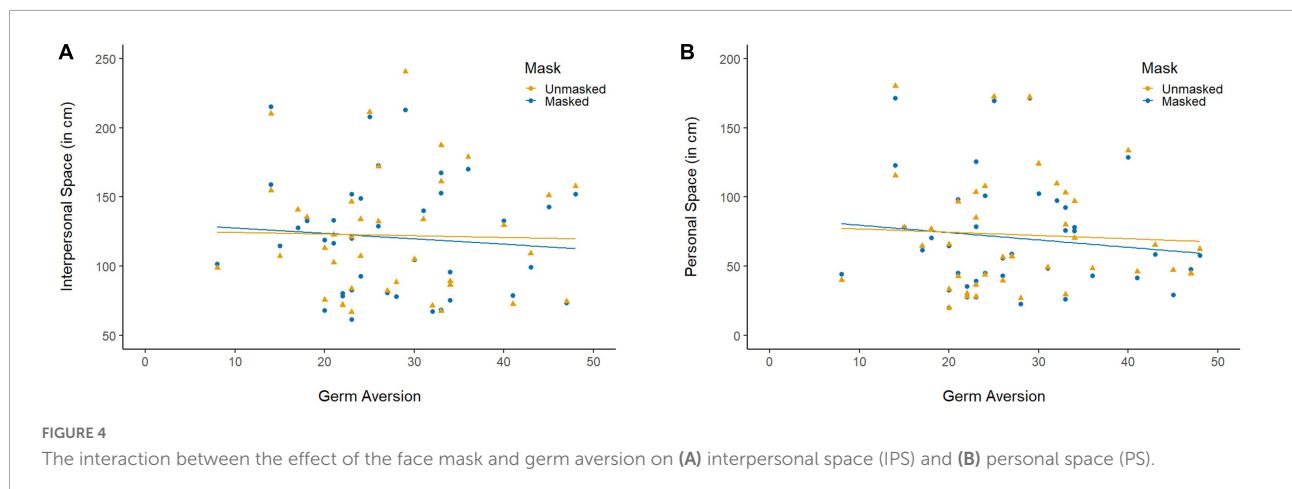 A
Interpersonal Space (in cm)
250
200
150
100
50
0
10
20
30
40
50
Germ Aversion
Mask
Unmasked
Masked
B
Personal Space (in cm)
200
150
100
50
0
0
10
20
30
40
50
Germ Aversion
Mask
Unmasked
Masked
FIGURE 4
The interaction between the effect of the face mask and germ aversion on (A) interpersonal space (IPS) and (B) personal space (PS).